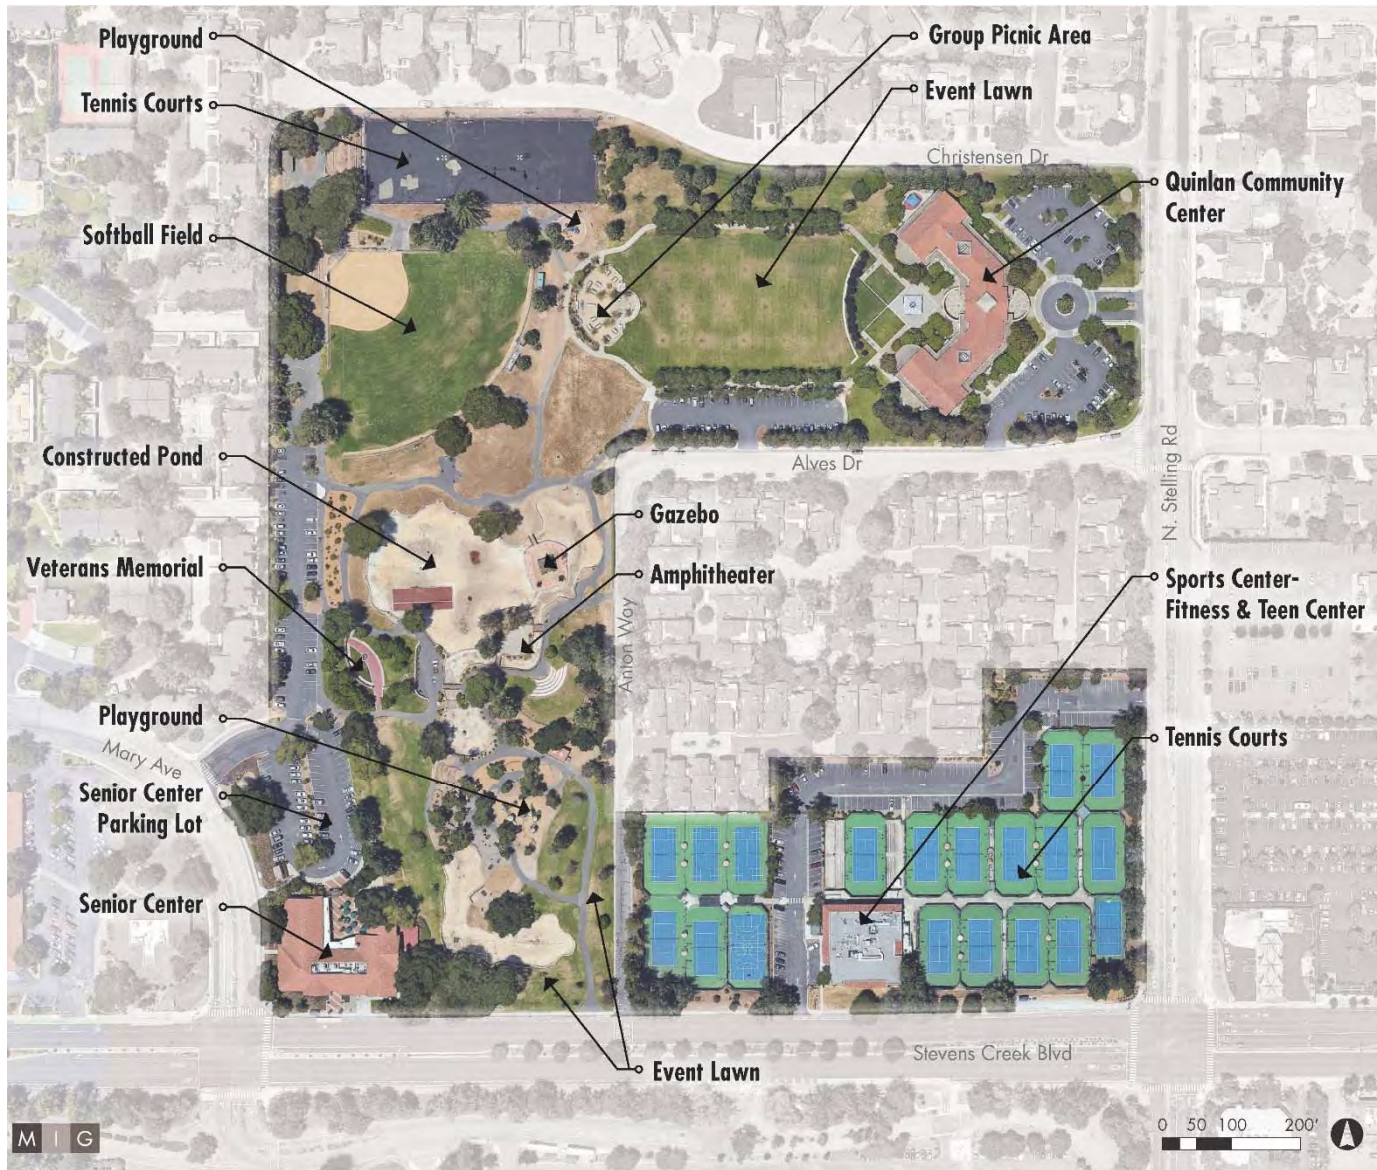 Playground
Group Picnic Area
Tennis Courts
Event Lawn
Christensen Dr
Quinlan Community
Center
Softball Field
Constructed Pond
Alves Dr
N. Stelling Rd
Gazebo
Veterans Memorial
Amphitheater
Sports Center-
Fitness & Teen Center
Anton Way
Playground
Mary Ave
Tennis Courts
Senior Center
Parking Lot
Senior Center
Stevens Creek Blvd
Event Lawn
M I G
0 50 100 200'